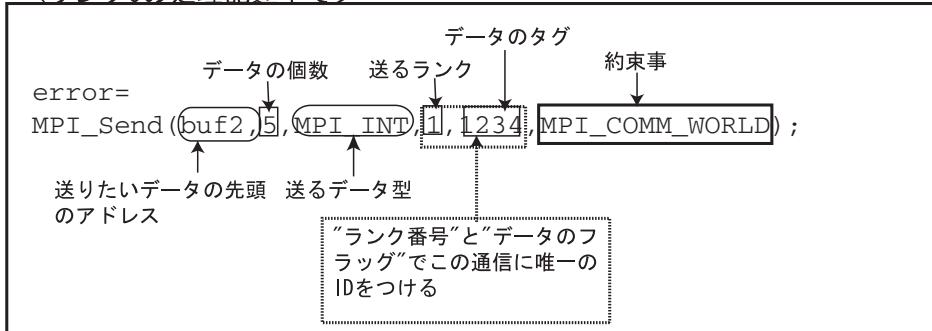 データのタグ
データの個数 送るランク 約束事
error=
MPI_Send(buf2,5,MPI_INT,1,1234,MPI_COMM_WORLD);
送りたいデータの先頭 送るデータ型
のアドレス
"ランク番号"と"データのフ
ラッグ"でこの通信に唯一の
IDをつける